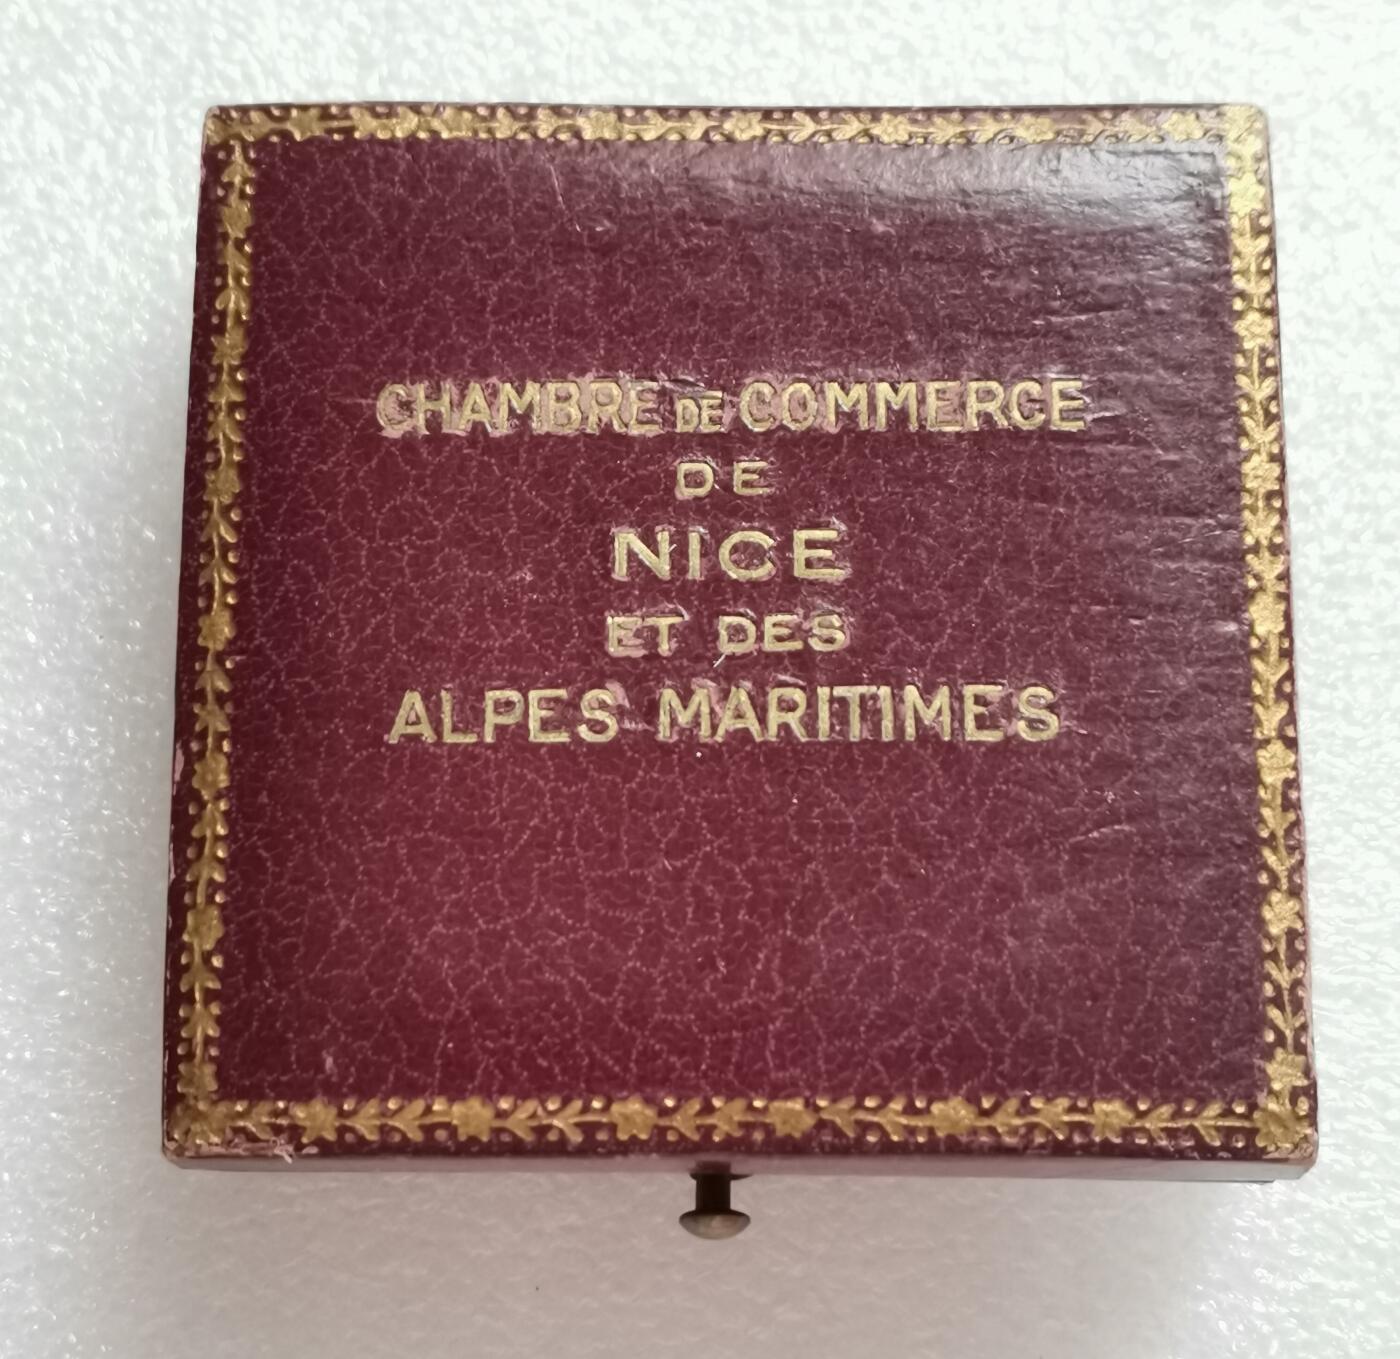 CHAMBRE DE COMMERCE
DE
NICE
ET DES
ALPES MARITIMES